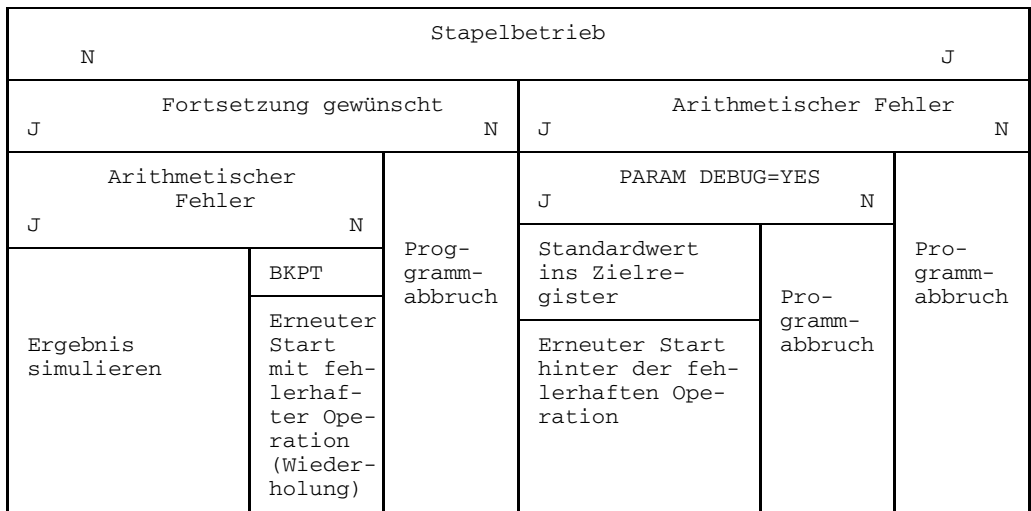 Stapelbetrieb
N J
Fortsetzung gewünscht
J N
Arithmetischer Fehler
J N
Arithmetischer
Fehler
J N
PARAM DEBUG=YES
J N
Ergebnis
simulieren
BKPT
Erneuter
Start
mit feh-
lerhaf-
ter Ope-
ration
(Wieder-
holung)
Prog-
gramm-
abbruch
Standardwert
ins Zielre-
gister
Erneuter Start
hinter der feh-
lerhaften Ope-
ration
Pro-
gramm-
abbruch
Pro-
gramm-
abbruch